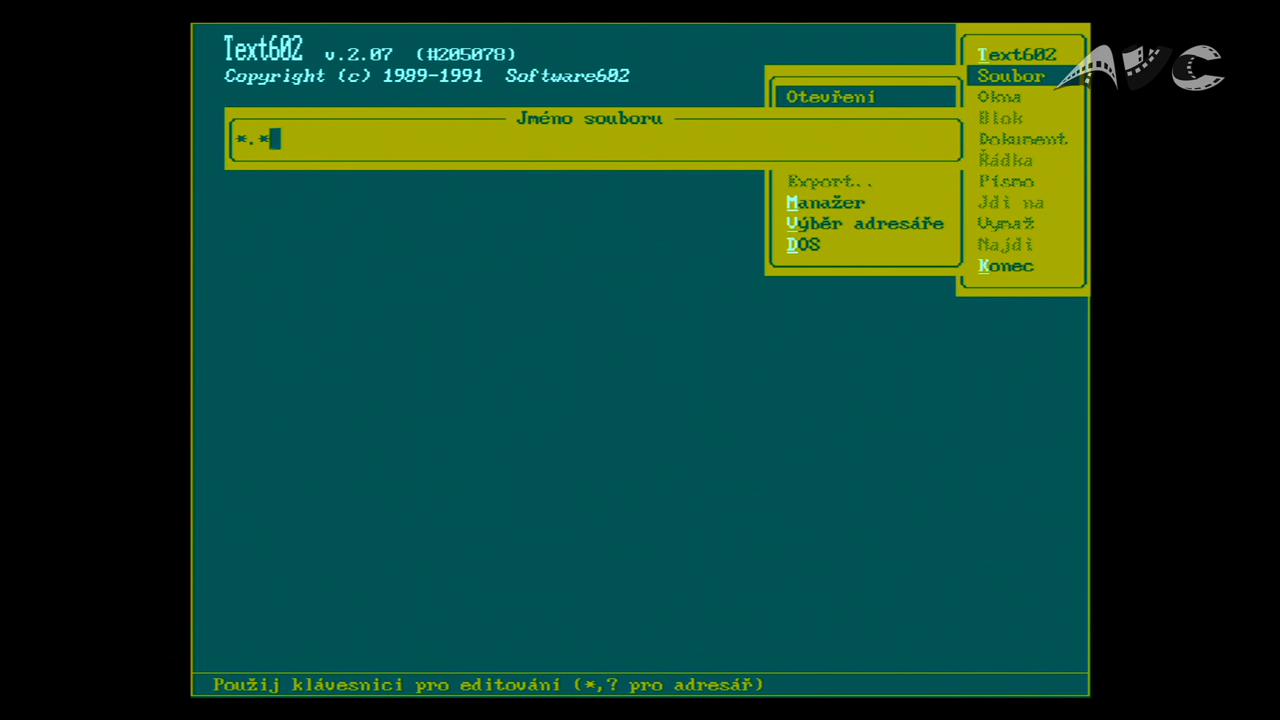 Text602 v.2.07 (#205078)
Copyright (c) 1989-1991 Software602
Jméno souboru
*.*
Otevření
Export..
Manažer
Výběr adresáře
DOS
Text602
Soubor
Okna
Blok
Dokument
Řádka
Písmo
Jdi na
Vymaž
Najdi
Konec
AVC
Použij klávesnici pro editování (*,? pro adresář)